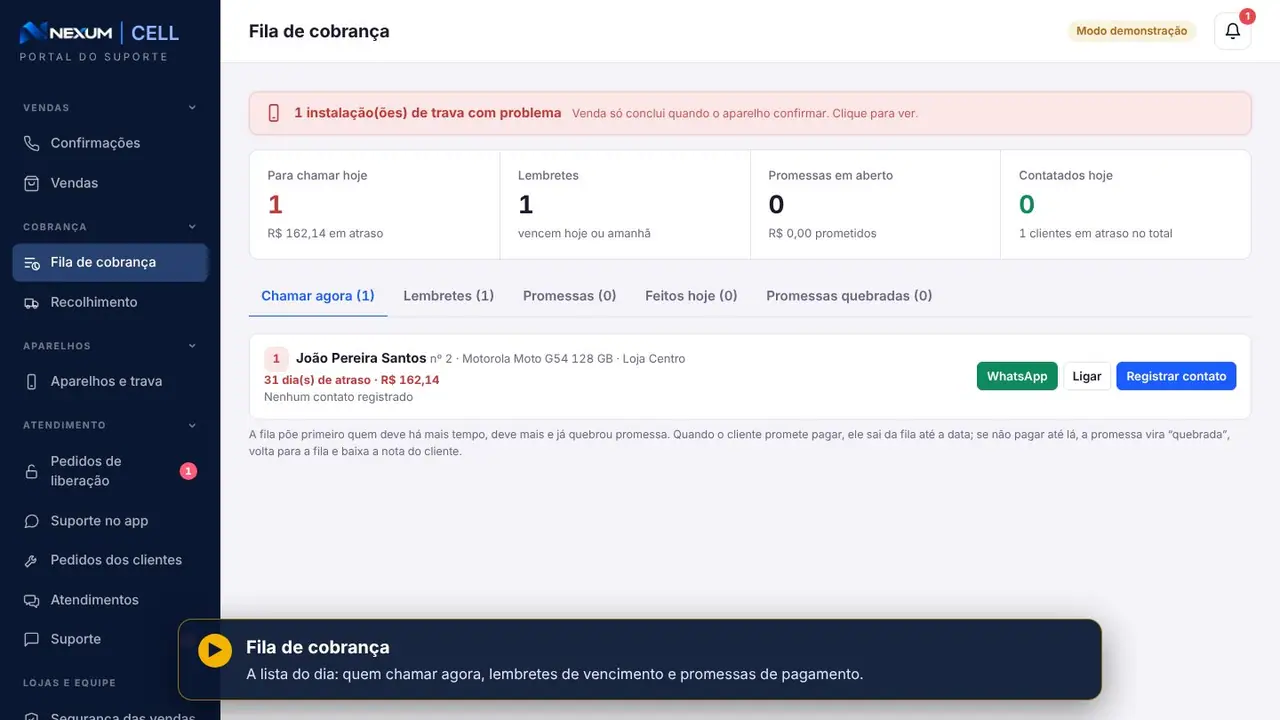 NEXUM | CELL
PORTAL DO SUPORTE
VENDAS
Confirmações
Vendas
COBRANÇA
Fila de cobrança
Recolhimento
APARELHOS
Aparelhos e trava
ATENDIMENTO
Pedidos de
liberação
1
Suporte no app
Pedidos dos clientes
Atendimentos
Suporte
LOJAS E EQUIPE
Segurança das vendas
Fila de cobrança
Modo demonstração
1
1 instalação(ões) de trava com problema Venda só conclui quando o aparelho confirmar. Clique para ver.
Para chamar hoje
1
R$ 162,14 em atraso
Lembretes
1
vencem hoje ou amanhã
Promessas em aberto
0
R$ 0,00 prometidos
Contatados hoje
0
1 clientes em atraso no total
Chamar agora (1) Lembretes (1) Promessas (0) Feitos hoje (0) Promessas quebradas (0)
1 João Pereira Santos nº 2 · Motorola Moto G54 128 GB · Loja Centro
31 dia(s) de atraso · R$ 162,14
Nenhum contato registrado
WhatsApp Ligar Registrar contato
A fila põe primeiro quem deve há mais tempo, deve mais e já quebrou promessa. Quando o cliente promete pagar, ele sai da fila até a data; se não pagar até lá, a promessa vira “quebrada”,
volta para a fila e baixa a nota do cliente.
Fila de cobrança
A lista do dia: quem chamar agora, lembretes de vencimento e promessas de pagamento.